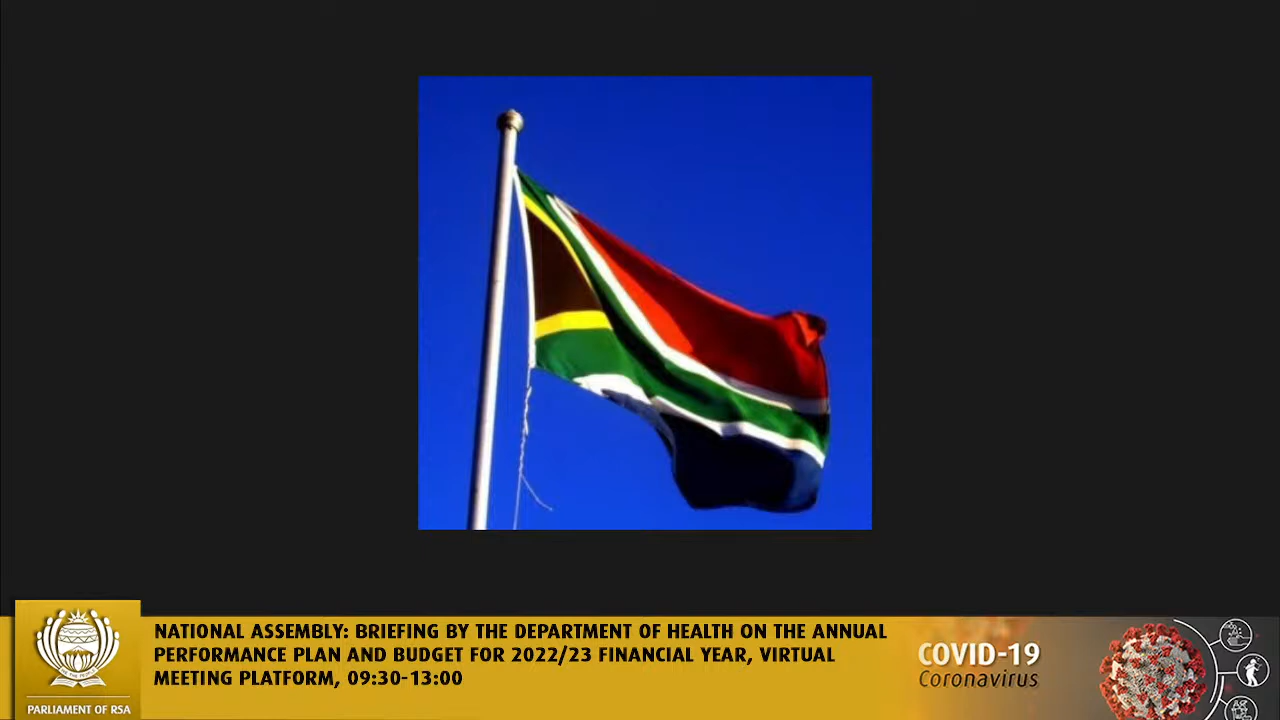 NATIONAL ASSEMBLY: BRIEFING BY THE DEPARTMENT OF HEALTH ON THE ANNUAL
PERFORMANCE PLAN AND BUDGET FOR 2022/23 FINANCIAL YEAR, VIRTUAL
MEETING PLATFORM, 09:30-13:00
COVID-19
Coronavirus
PARLIAMENT OF RSA